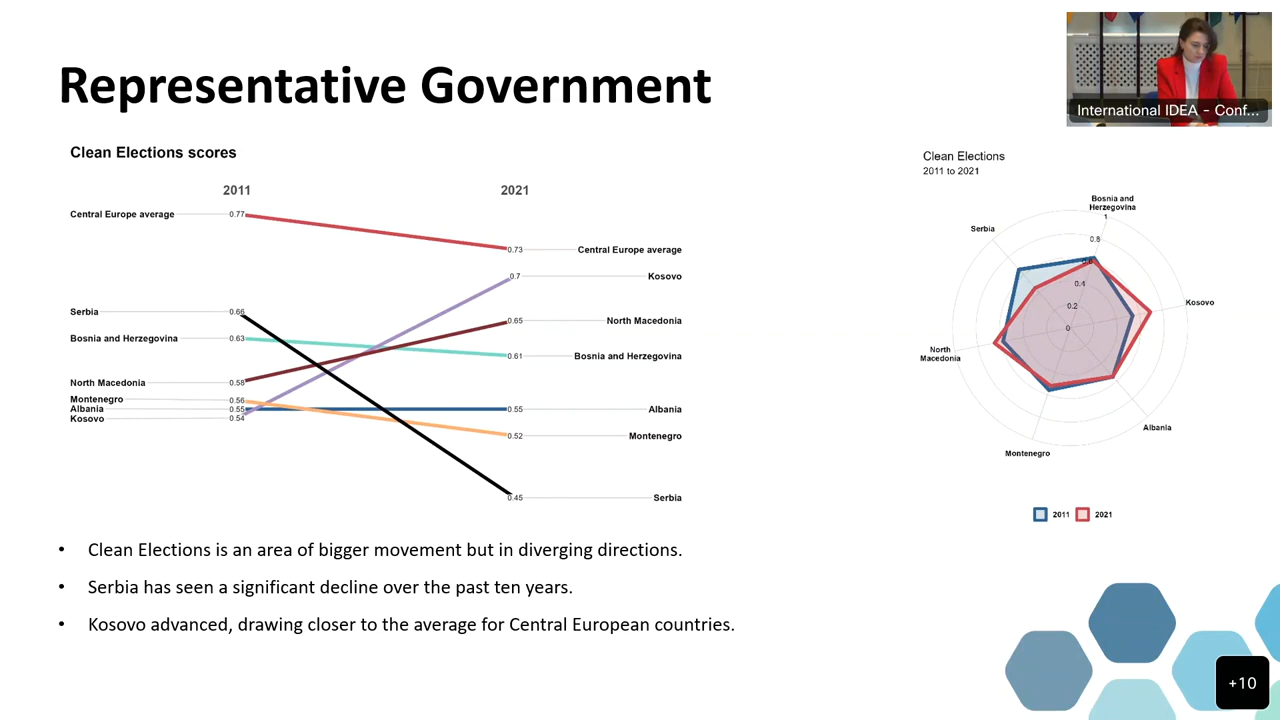 Representative Government
International IDEA - Conf...
Clean Elections scores
2011
2021
Central Europe average
0.77
0.73
Central Europe average
0.7
Kosovo
Serbia
0.66
0.65
North Macedonia
Bosnia and Herzegovina
0.63
0.61
Bosnia and Herzegovina
North Macedonia
0.58
Montenegro
0.56
Albania
0.55
0.55
Albania
Kosovo
0.54
0.52
Montenegro
0.45
Serbia
Clean Elections
2011 to 2021
Bosnia and
Herzegovina
1
Serbia
0.8
0.6
0.4
Kosovo
0.2
0
North
Macedonia
Albania
Montenegro
2011
2021
• Clean Elections is an area of bigger movement but in diverging directions.
• Serbia has seen a significant decline over the past ten years.
• Kosovo advanced, drawing closer to the average for Central European countries.
+10